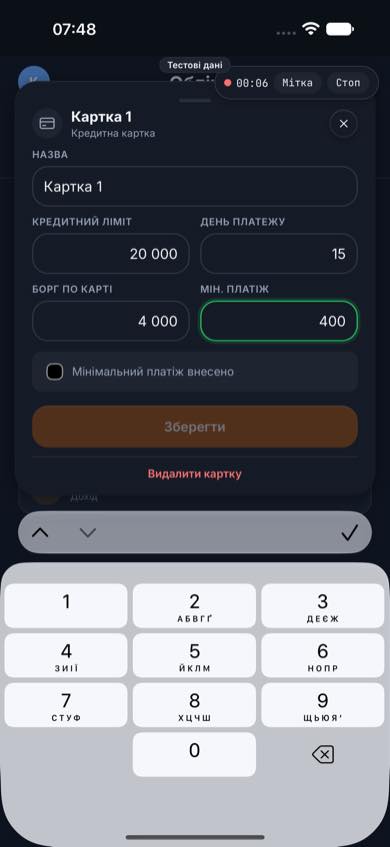 07:48
Тестові дані
00:06 Мітка Стоп
Картка 1
Кредитна картка
НАЗВА
Картка 1
КРЕДИТНИЙ ЛІМІТ ДЕНЬ ПЛАТЕЖУ
20 000 15
БОРГ ПО КАРТІ МІН. ПЛАТІЖ
4 000 400
Мінімальний платіж внесено
Зберегти
Видалити картку
Дохід
1 2 3
АБВГҐ ДЕЄЖ
4 5 6
ЗИІЇ ЙКЛМ НОПР
7 8 9
СТУФ ХЦЧШ ЩЬЮЯ'
0